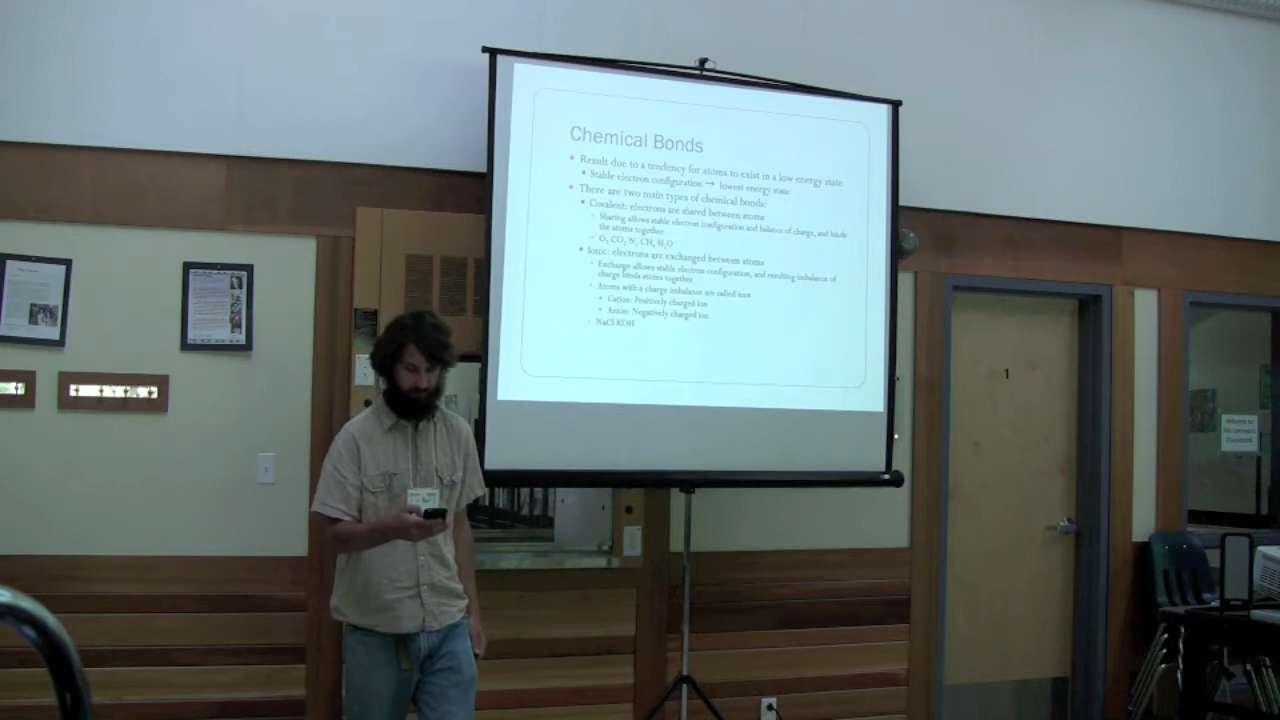 Chemical Bonds
Result due to a tendency for atoms to exist in a low energy state.
Stable electron configuration → lowest energy state
There are two main types of chemical bonds:
Covalent: electrons are shared between atoms
Sharing allows stable electron configuration and balance of charge, and binds
the atoms together
O₂ CO₂ N₂ CH₄ H₂O
Ionic: electrons are exchanged between atoms
Exchange allows stable electron configuration, and resulting imbalance of
charge binds atoms together
Atoms with a charge imbalance are called ions
Cation: Positively charged ion
Anion: Negatively charged ion
NaCl KOH
1
Welcome to
Classroom